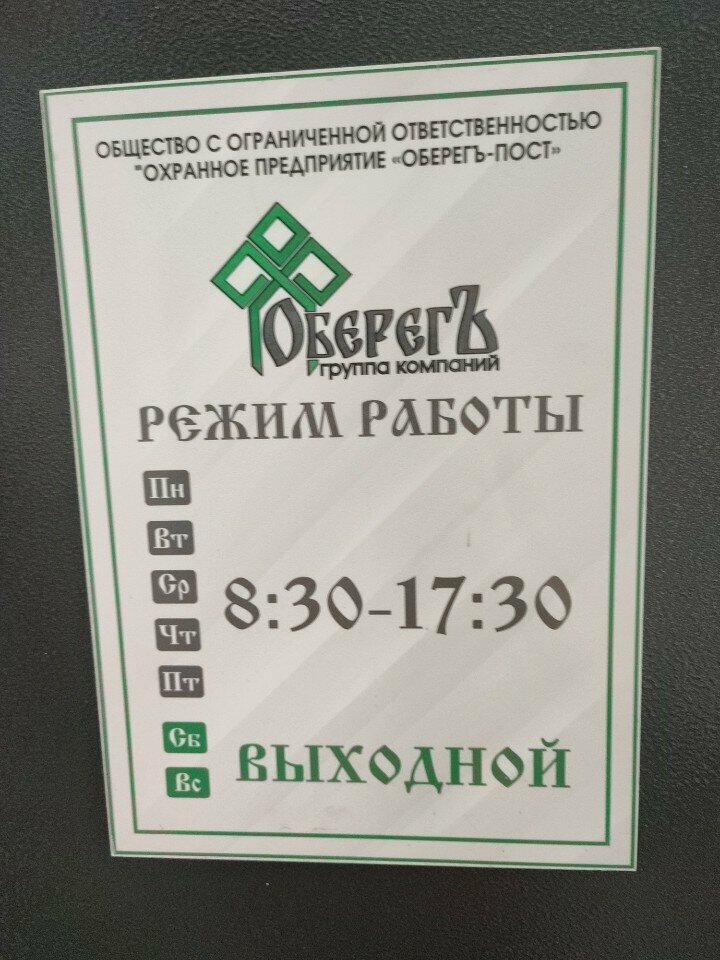 ОБЩЕСТВО С ОГРАНИЧЕННОЙ ОТВЕТСТВЕННОСТЬЮ
"ОХРАННОЕ ПРЕДПРИЯТИЕ «ОБЕРЕГЪ-ПОСТ»
ОБЕРЕГЪ
группа компаний
РЕЖИМ РАБОТЫ
Пн
Вт
Ср
8:30-17:30
Чт
Пт
Сб
ВЫХОДНОЙ
Вс